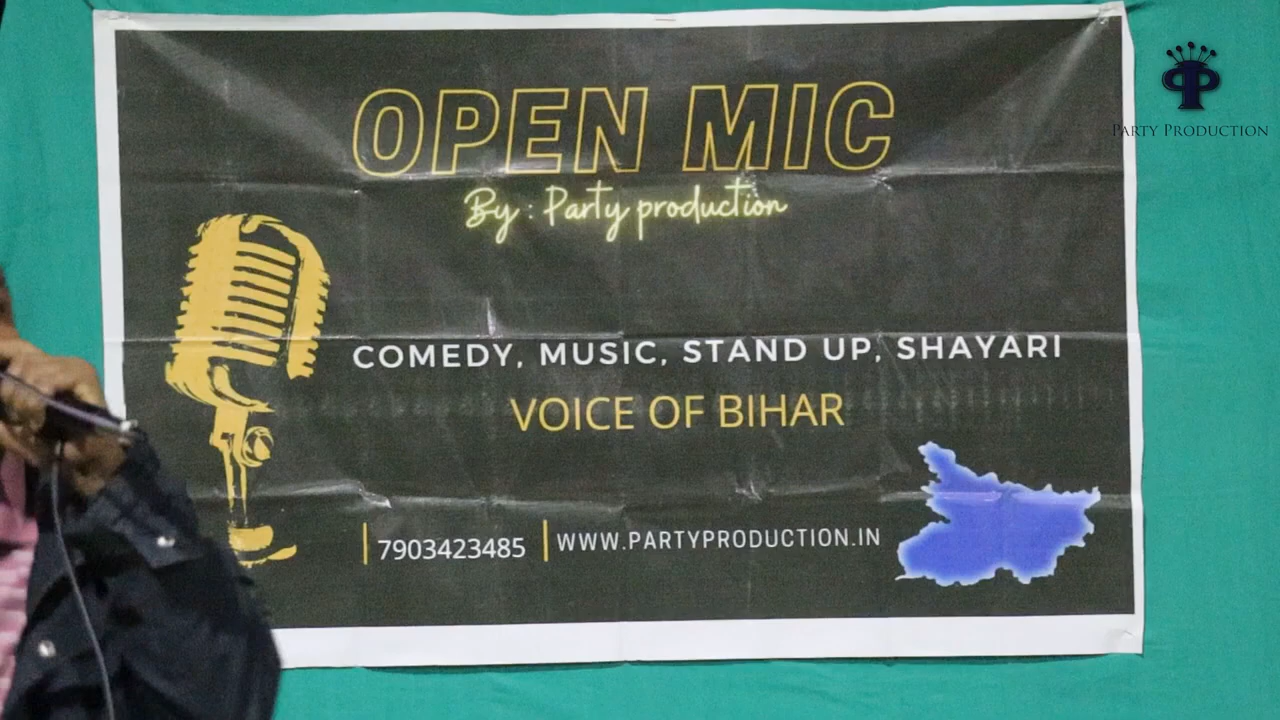 OPEN MIC
By : Party production
COMEDY, MUSIC, STAND UP, SHAYARI
VOICE OF BIHAR
7903423485
WWW.PARTYPRODUCTION.IN
PARTY PRODUCTION